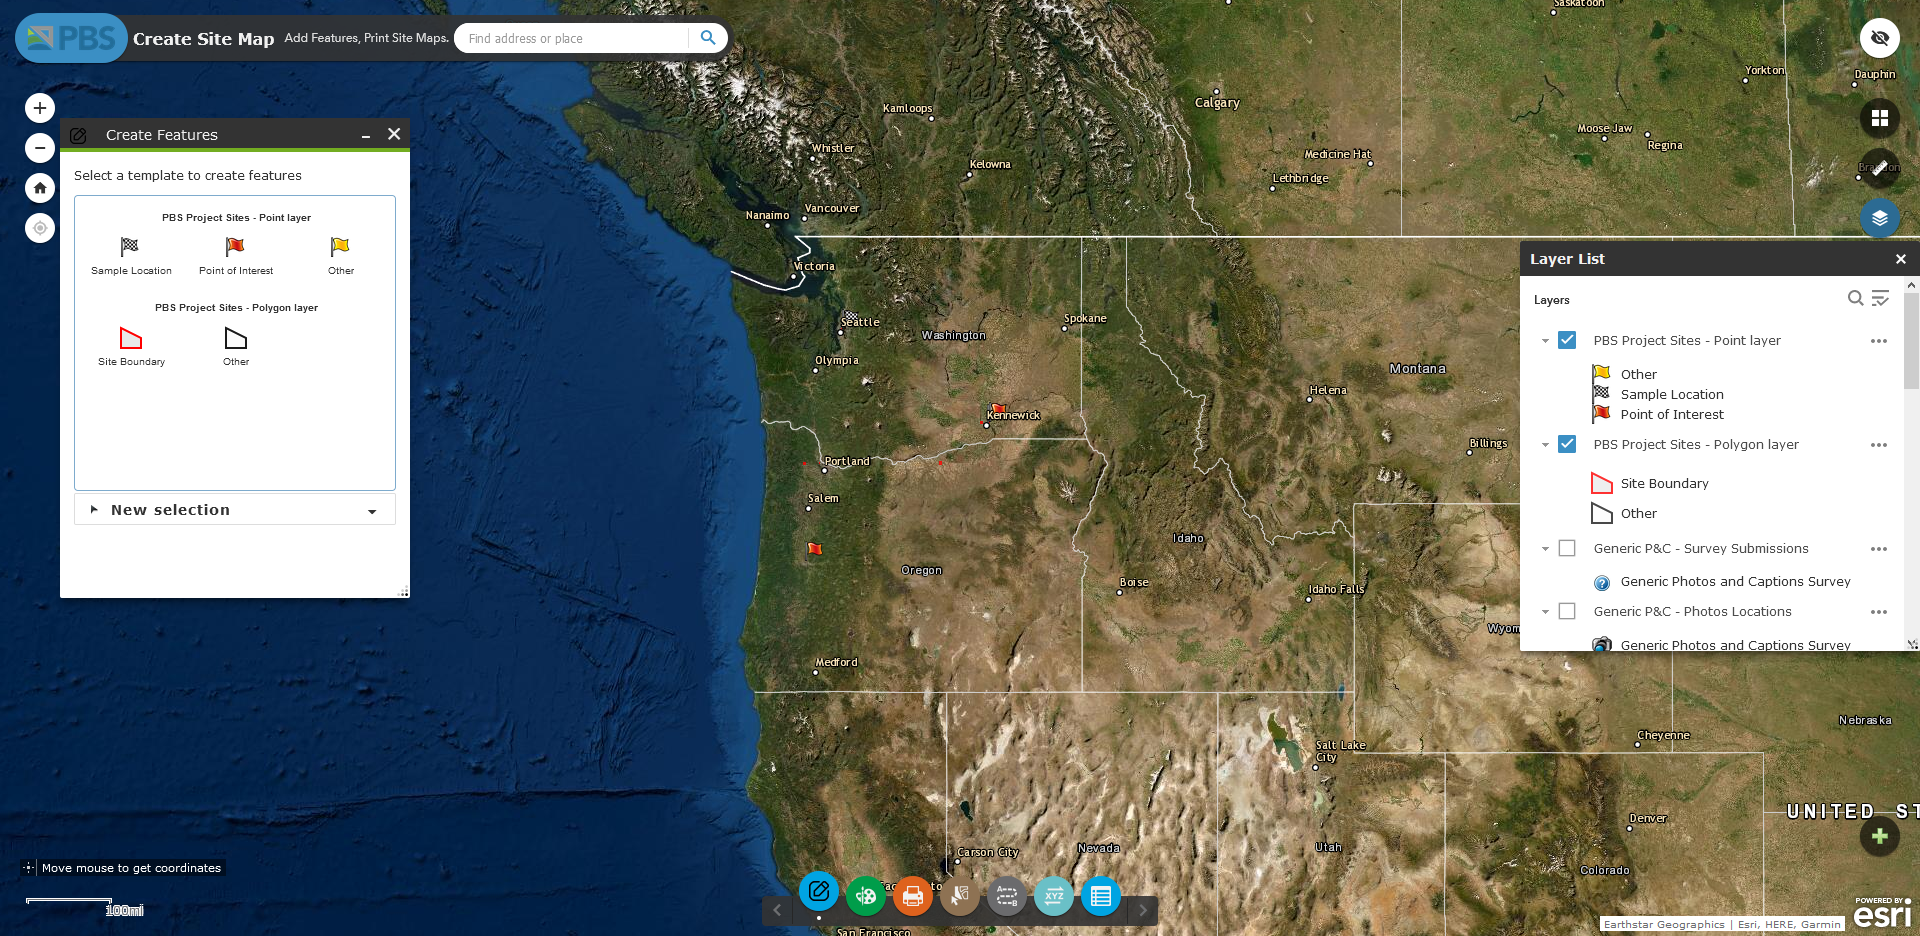 PBS
Create Site Map
Add Features, Print Site Maps.
Find address or place
Create Features
Select a template to create features
PBS Project Sites - Point layer
Sample Location
Point of Interest
Other
PBS Project Sites - Polygon layer
Site Boundary
Other
New selection
Move mouse to get coordinates
100mi
Saskatoon
Yorkton
Dauphin
Kamloops
Calgary
Whistler
Kelowna
Medicine Hat
Moose Jaw
Regina
Lethbridge
Brandon
Nanaimo
Vancouver
Victoria
Seattle
Washington
Spokane
Olympia
Montana
Helena
Kennewick
Billings
Portland
Salem
Idaho
Oregon
Boise
Idaho Falls
Wyom
Medford
Nebraska
Cheyenne
Salt Lake
City
UNITED ST
Denver
Carson City
Nevada
Utah
Colorado
San Francisco
Layer List
Layers
PBS Project Sites - Point layer
Other
Sample Location
Point of Interest
PBS Project Sites - Polygon layer
Site Boundary
Other
Generic P&C - Survey Submissions
Generic Photos and Captions Survey
Generic P&C - Photos Locations
Generic Photos and Captions Survey
A
B
XYZ
POWERED BY
esri
Earthstar Geographics | Esri, HERE, Garmin